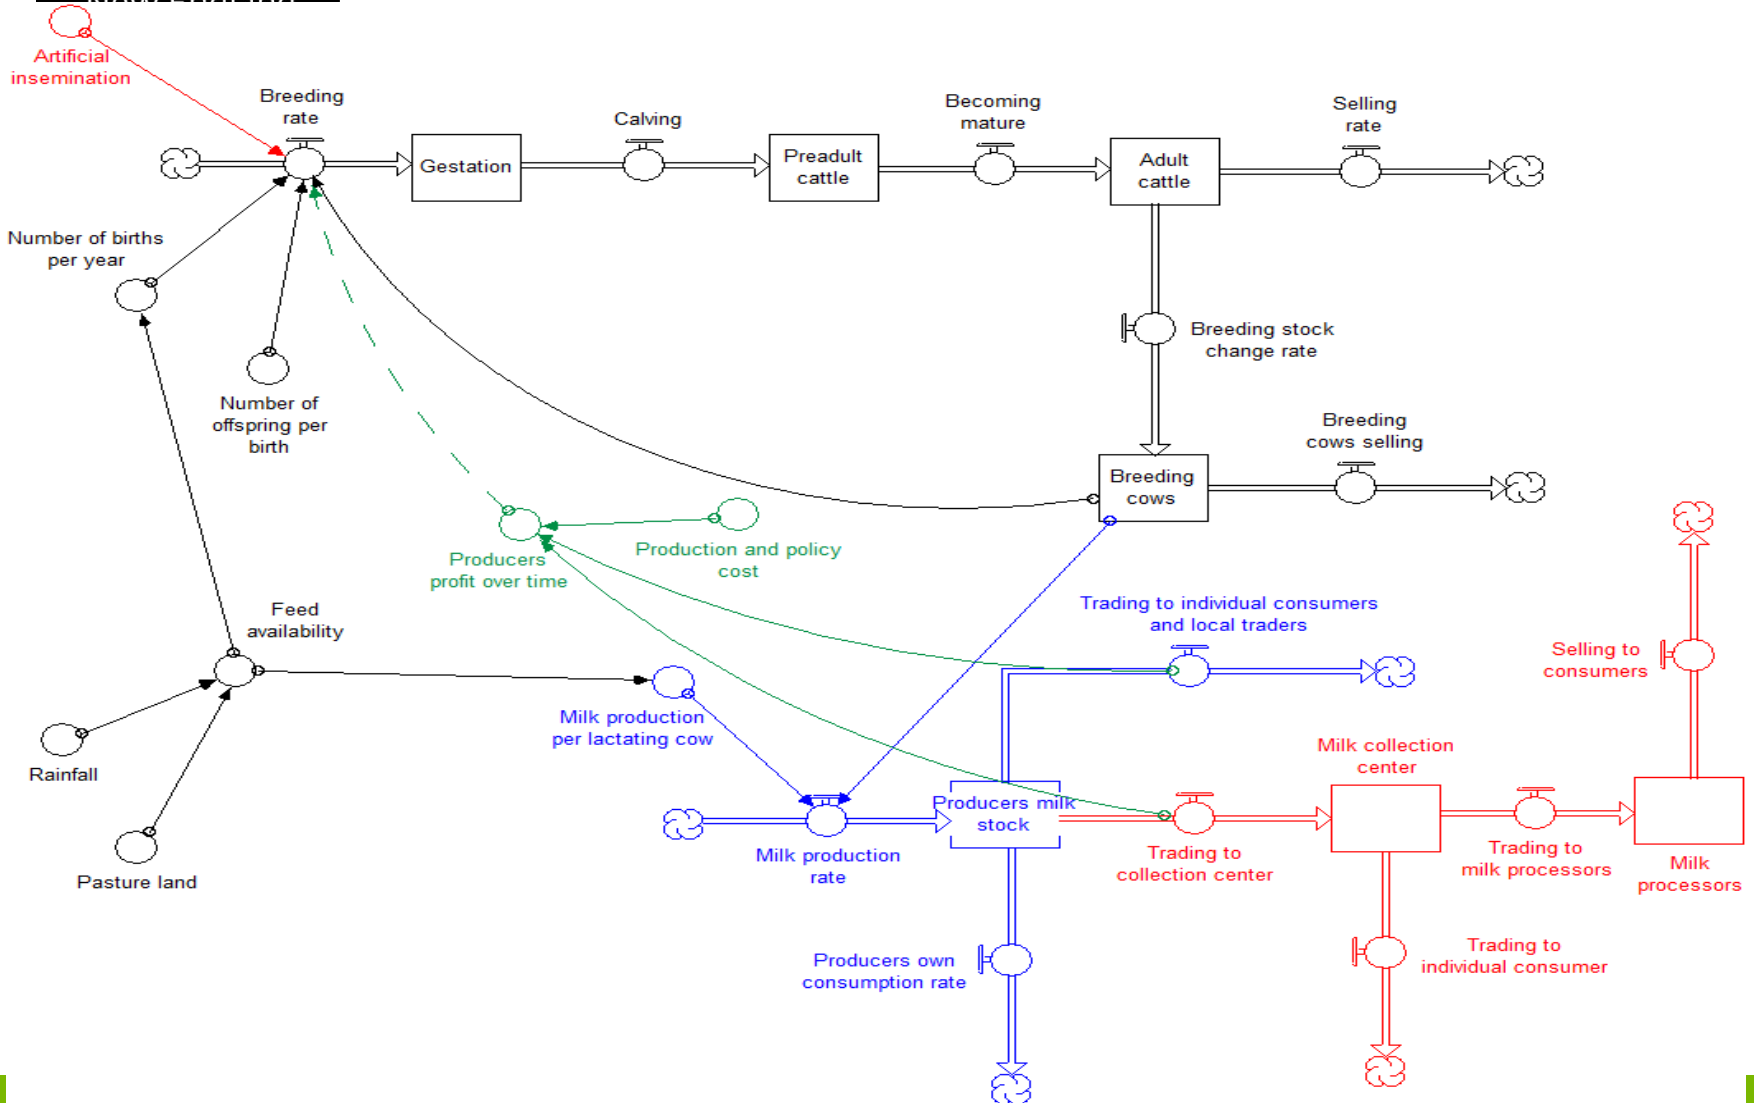 Artificial
insemination
Breeding
rate
Gestation
Calving
Preadult
cattle
Becoming
mature
Adult
cattle
Selling
rate
Number of births
per year
Number of
offspring per
birth
Breeding stock
change rate
Breeding
cows
Breeding
cows selling
Producers
profit over time
Production and policy
cost
Feed
availability
Rainfall
Pasture land
Milk production
per lactating cow
Trading to individual consumers
and local traders
Selling to
consumers
Milk production
rate
Producers milk
stock
Trading to
collection center
Milk collection
center
Trading to
milk processors
Milk
processors
Producers own
consumption rate
Trading to
individual consumer